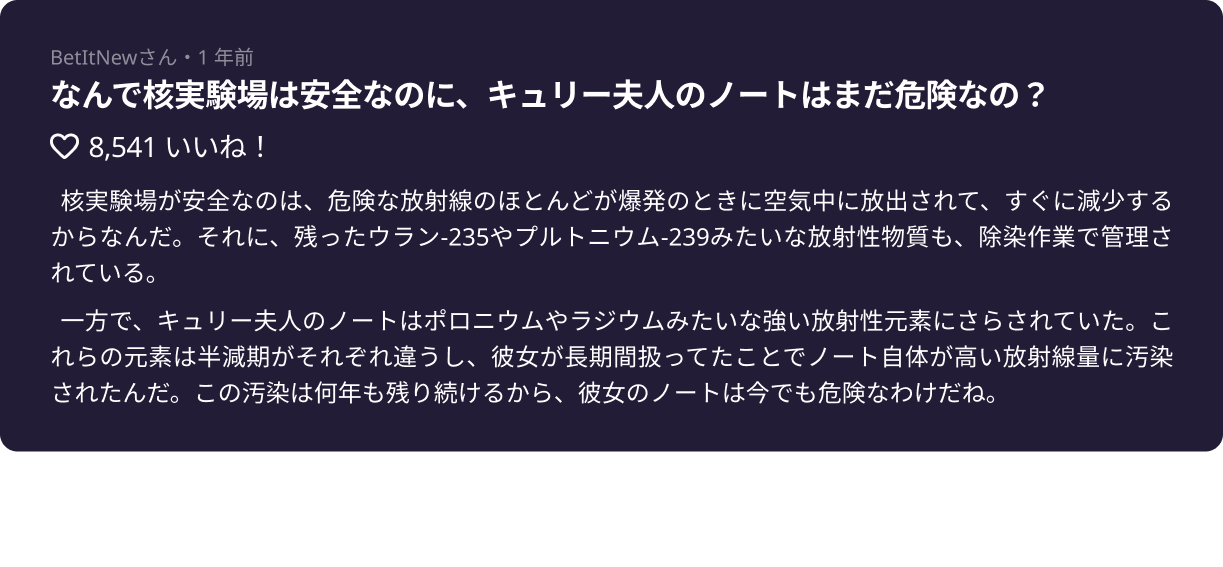 BetItNewさん・1 年前
なんで核実験場は安全なのに、キュリー夫人のノートはまだ危険なの？
8,541 いいね！
核実験場が安全なのは、危険な放射線のほとんどが爆発のときに空気中に放出されて、すぐに減少する
からなんだ。それに、残ったウラン-235やプルトニウム-239みたいな放射性物質も、除染作業で管理さ
れている。
一方で、キュリー夫人のノートはポロニウムやラジウムみたいな強い放射性元素にさらされていた。こ
れらの元素は半減期がそれぞれ違うし、彼女が長期間扱ってたことでノート自体が高い放射線量に汚染
されたんだ。この汚染は何年も残り続けるから、彼女のノートは今でも危険なわけだね。